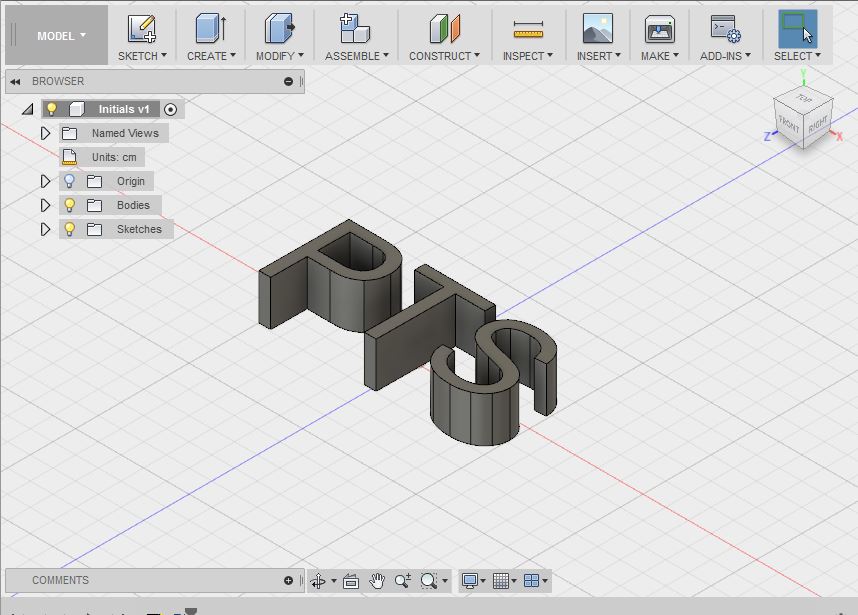 MODEL
SKETCH
CREATE
MODIFY
ASSEMBLE
CONSTRUCT
INSPECT
INSERT
MAKE
ADD-INS
SELECT
BROWSER
Initials v1
Named Views
Units: cm
Origin
Bodies
Sketches
Y
TOP
FRONT
RIGHT
Z
X
PTS
COMMENTS